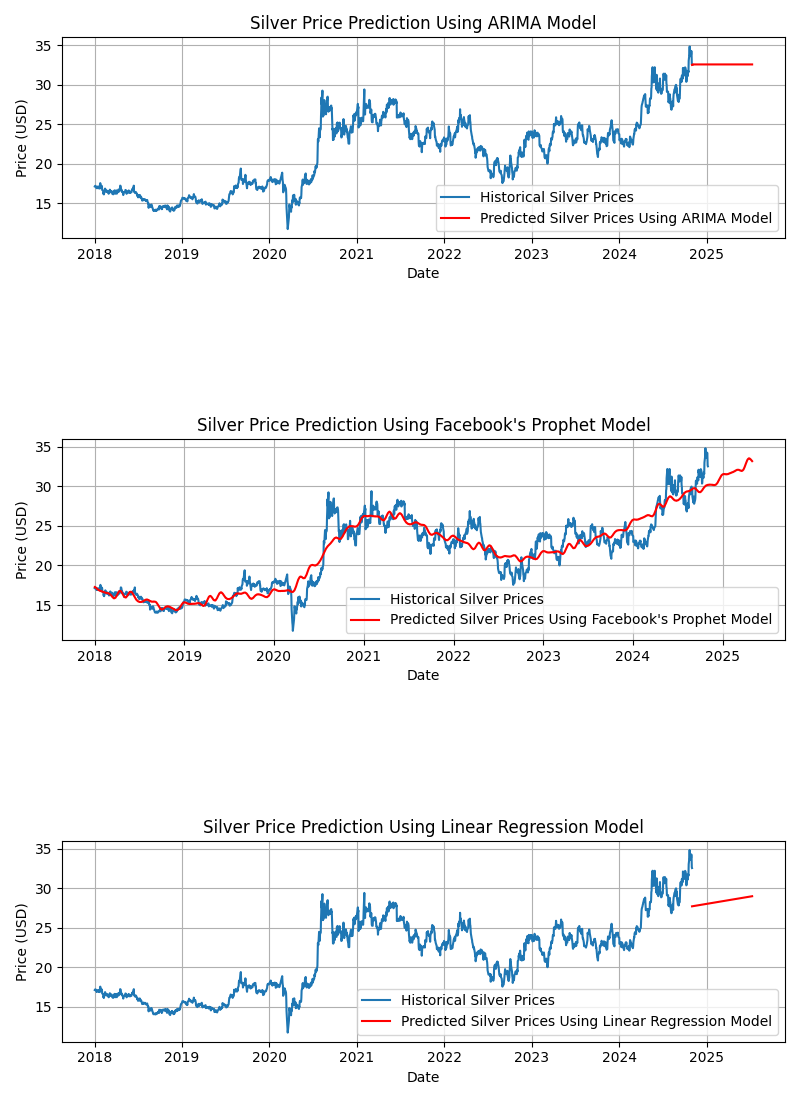 Silver Price Prediction Using ARIMA Model
35
30
25
20
15
Price (USD)
Historical Silver Prices
Predicted Silver Prices Using ARIMA Model
2018 2019 2020 2021 2022 2023 2024 2025
Date
Silver Price Prediction Using Facebook's Prophet Model
35
30
25
20
15
Price (USD)
Historical Silver Prices
Predicted Silver Prices Using Facebook's Prophet Model
2018 2019 2020 2021 2022 2023 2024 2025
Date
Silver Price Prediction Using Linear Regression Model
35
30
25
20
15
Price (USD)
Historical Silver Prices
Predicted Silver Prices Using Linear Regression Model
2018 2019 2020 2021 2022 2023 2024 2025
Date